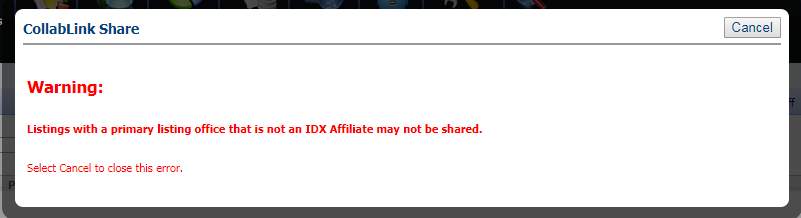 CollabLink Share
Cancel
Warning:
Listings with a primary listing office that is not an IDX Affiliate may not be shared.
Select Cancel to close this error.